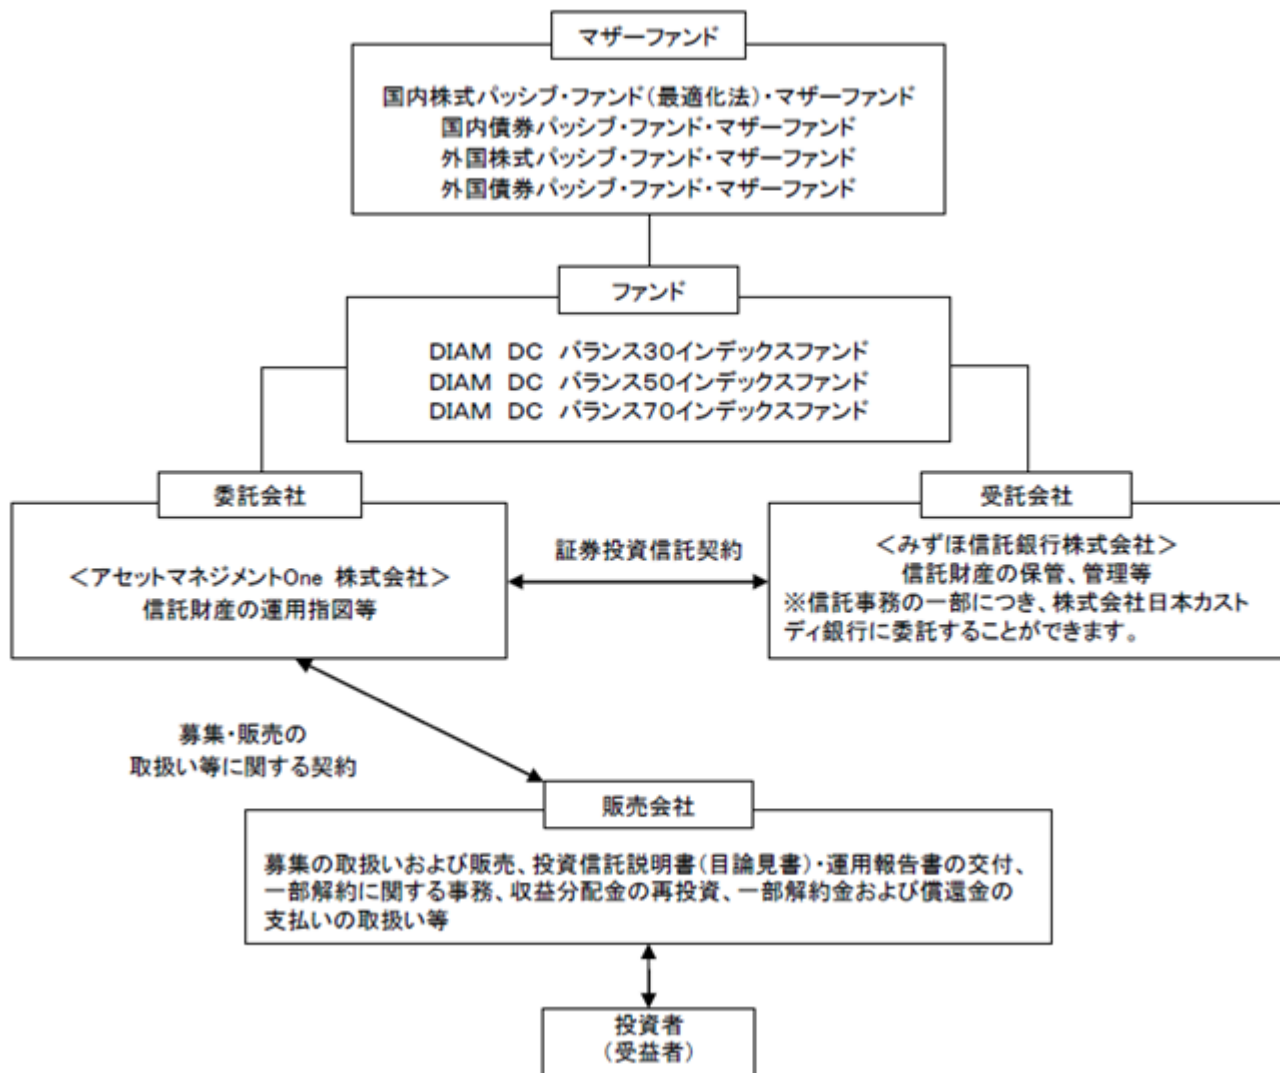 マザーファンド
国内株式パッシブ・ファンド(最適化法)・マザーファンド
国内債券パッシブ・ファンド・マザーファンド
外国株式パッシブ・ファンド・マザーファンド
外国債券パッシブ・ファンド・マザーファンド
ファンド
DIAM DC バランス30インデックスファンド
DIAM DC バランス50インデックスファンド
DIAM DC バランス70インデックスファンド
委託会社
<アセットマネジメントOne 株式会社>
信託財産の運用指図等
証券投資信託契約
受託会社
<みずほ信託銀行株式会社>
信託財産の保管、管理等
※信託事務の一部につき、株式会社日本カスト
ディ銀行に委託することができます。
募集・販売の
取扱い等に関する契約
販売会社
募集の取扱いおよび販売、投資信託説明書(目論見書)・運用報告書の交付、
一部解約に関する事務、収益分配金の再投資、一部解約金および償還金の
支払いの取扱い等
投資者
(受益者)